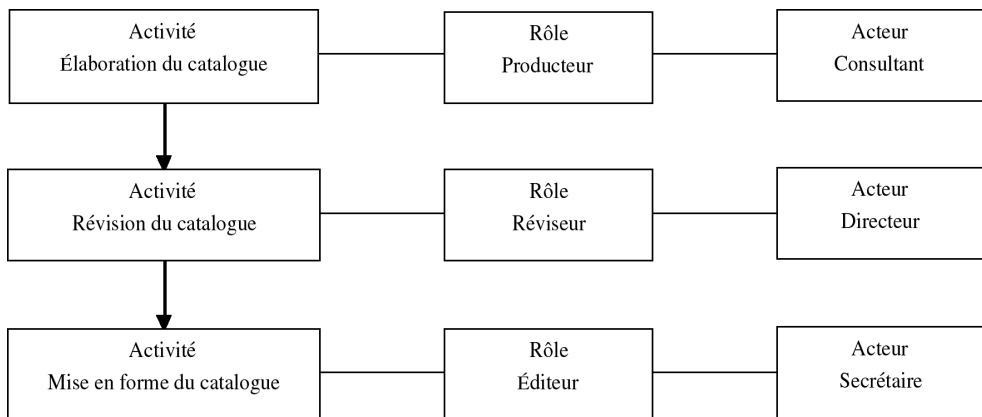 Activité
Élaboration du catalogue
Rôle
Producteur
Acteur
Consultant
Activité
Révision du catalogue
Rôle
Réviseur
Acteur
Directeur
Activité
Mise en forme du catalogue
Rôle
Éditeur
Acteur
Secrétaire